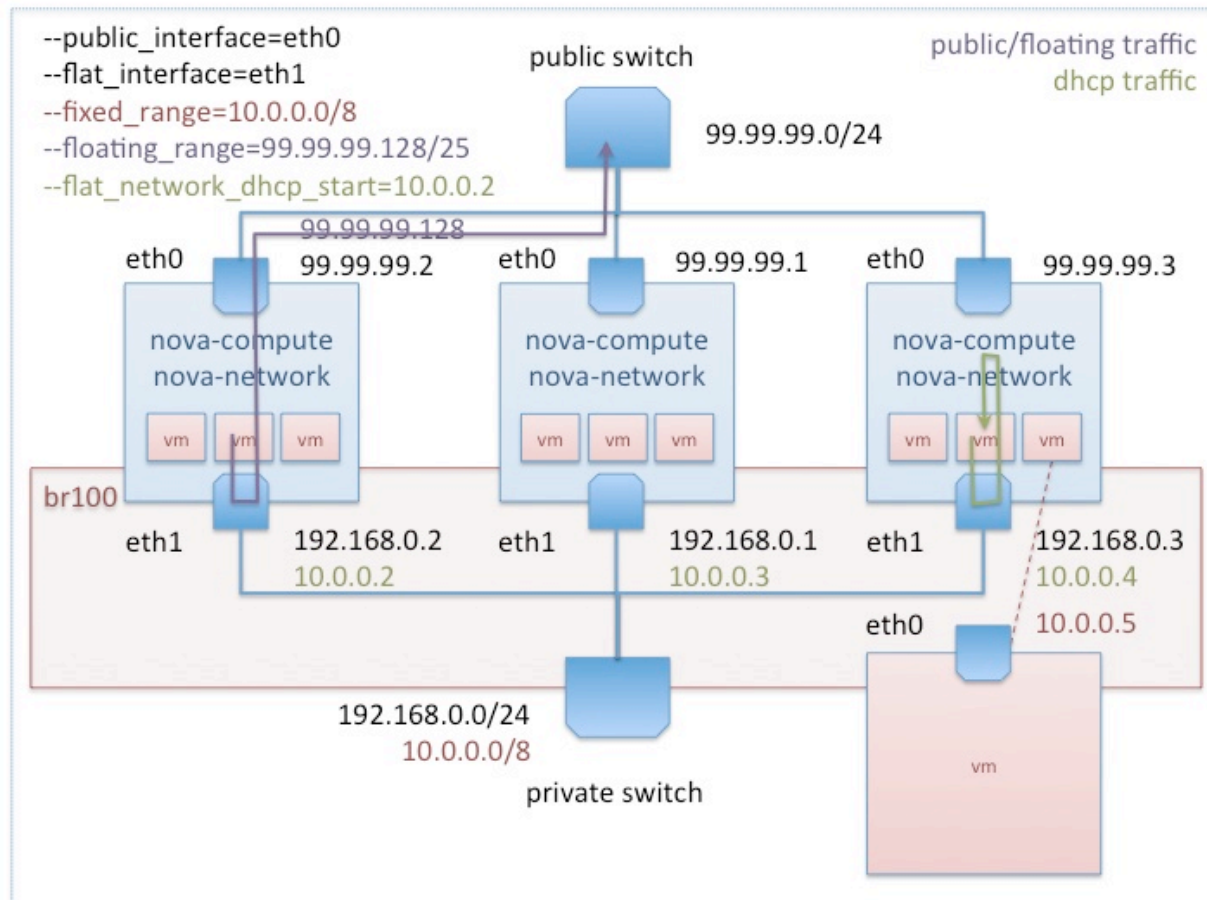 --public_interface=eth0
--flat_interface=eth1
--fixed_range=10.0.0.0/8
--floating_range=99.99.99.128/25
--flat_network_dhcp_start=10.0.0.2
public switch
public/floating traffic
dhcp traffic
99.99.99.0/24
99.99.99.128
eth0
99.99.99.2
eth0
99.99.99.1
eth0
99.99.99.3
nova-compute
nova-network
nova-compute
nova-network
nova-compute
nova-network
vm
vm
vm
vm
vm
vm
vm
vm
vm
br100
eth1
192.168.0.2
10.0.0.2
eth1
192.168.0.1
10.0.0.3
eth1
192.168.0.3
10.0.0.4
eth0
10.0.0.5
192.168.0.0/24
10.0.0.0/8
private switch
vm